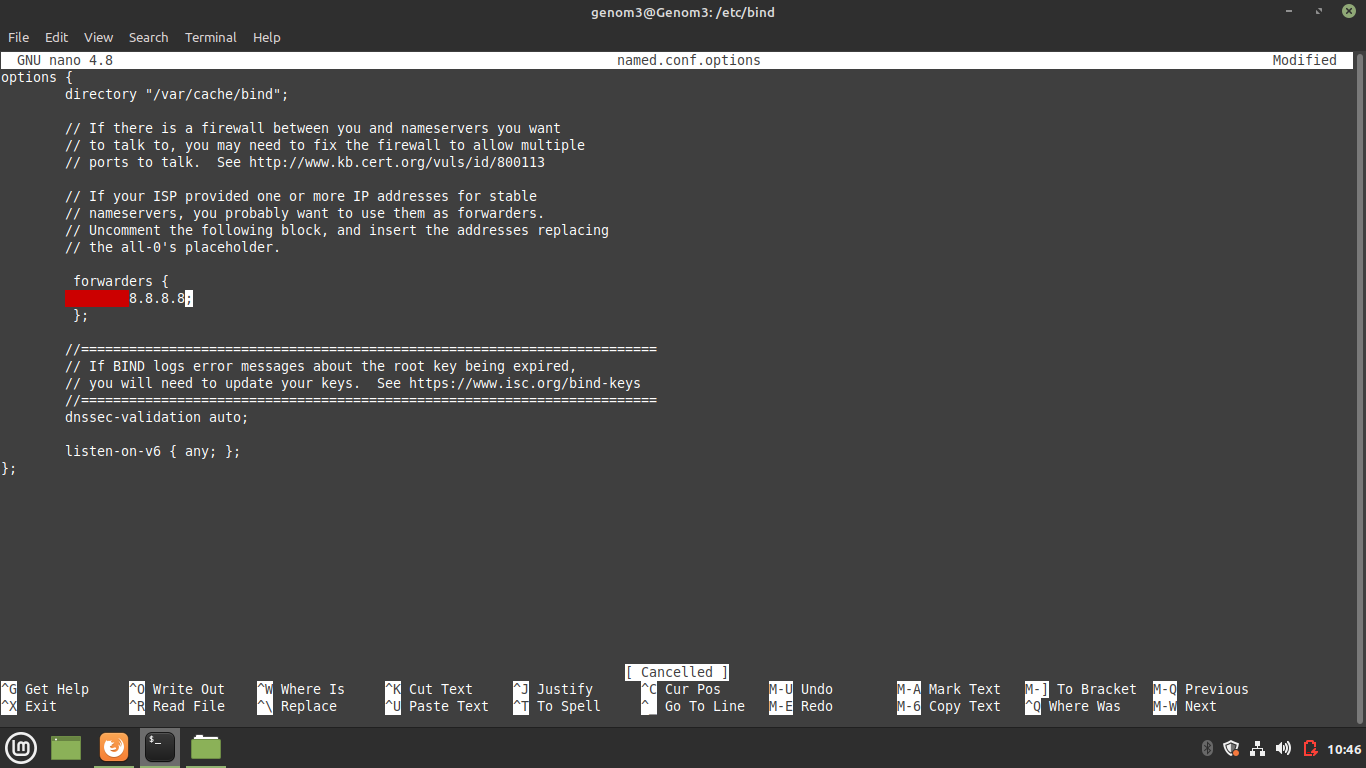 genom3@Genom3: /etc/bind
File Edit View Search Terminal Help
GNU nano 4.8 named.conf.options Modified
options {
directory "/var/cache/bind";
// If there is a firewall between you and nameservers you want
// to talk to, you may need to fix the firewall to allow multiple
// ports to talk.  See http://www.kb.cert.org/vuls/id/800113
// If your ISP provided one or more IP addresses for stable
// nameservers, you probably want to use them as forwarders.
// Uncomment the following block, and insert the addresses replacing
// the all-0's placeholder.
forwarders {
8.8.8.8;
};
//========================================================================
// If BIND logs error messages about the root key being expired,
// you will need to update your keys.  See https://www.isc.org/bind-keys
//========================================================================
dnssec-validation auto;
listen-on-v6 { any; };
};
[ Cancelled ]
^G Get Help ^O Write Out ^W Where Is ^K Cut Text ^J Justify ^C Cur Pos M-U Undo M-A Mark Text M-] To Bracket M-Q Previous
^X Exit ^R Read File ^\ Replace ^U Paste Text ^T To Spell ^_ Go To Line M-E Redo M-6 Copy Text ^Q Where Was M-W Next
$_ 10:46